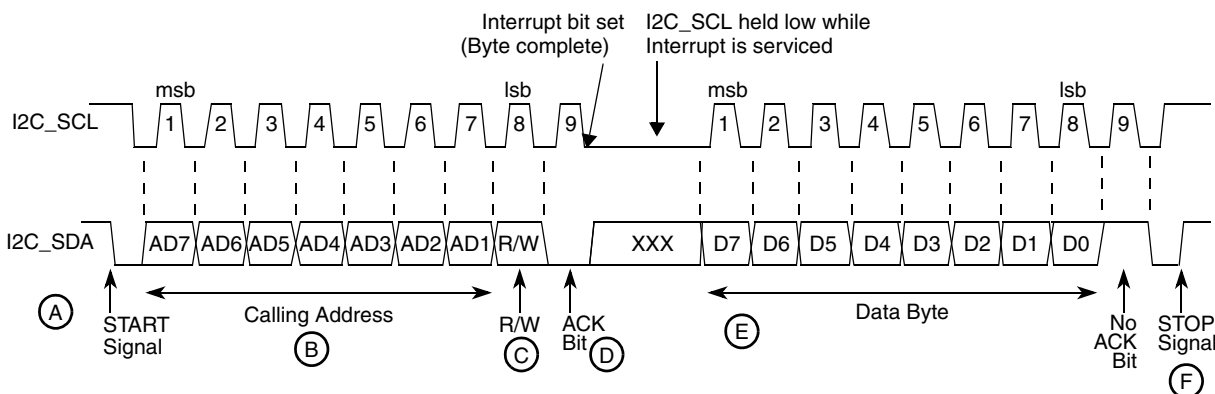 Interrupt bit set
(Byte complete)
I2C_SCL held low while
Interrupt is serviced
msb lsb msb lsb
I2C_SCL 1 2 3 4 5 6 7 8 9 1 2 3 4 5 6 7 8 9
I2C_SDA AD7 AD6 AD5 AD4 AD3 AD2 AD1 R/W XXX D7 D6 D5 D4 D3 D2 D1 D0
A
START
Signal
Calling Address
B
R/W
C
ACK
Bit
D
E
Data Byte
No
ACK
Bit
STOP
Signal
F